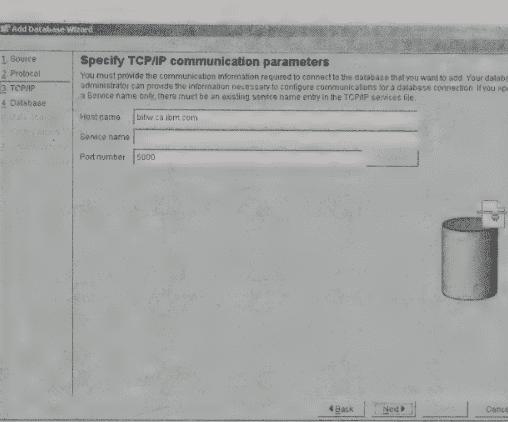 Add Database Wizard
1. Source
2. Protocol
3. TCP/IP
4. Database
Specify TCP/IP communication parameters
You must provide the communication information required to connect to the database that you want to add. Your datab
administrator can provide the information necessary to configure communications for a database connection. If you spe
a Service name only, there must be an existing service name entry in the TCP/IP services file.
Host name
Service name
Port number 5000
Back
Next
Cance